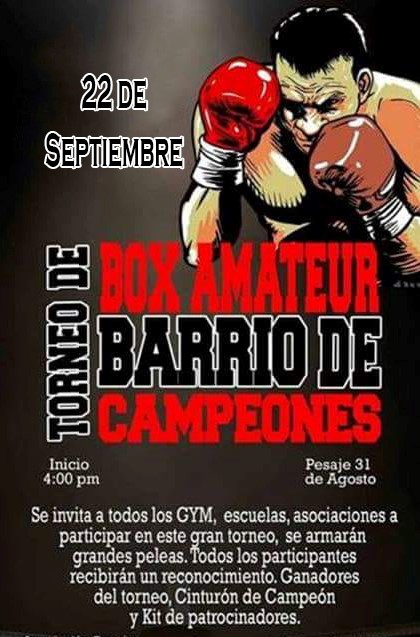 22 DE
SEPTIEMBRE
TORNEO DE
BOX AMATEUR
BARRIO DE
CAMPEONES
Inicio
4:00 pm
Pesaje 31
de Agosto
Se invita a todos los GYM, escuelas, asociaciones a
participar en este gran torneo, se armarán
grandes peleas. Todos los participantes
recibirán un reconocimiento. Ganadores
del torneo, Cinturón de Campeón
y Kit de patrocinadores.